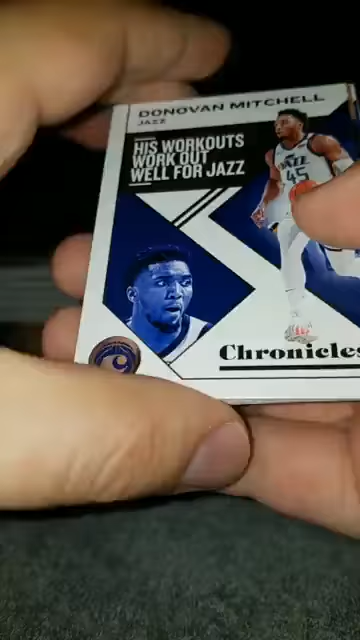 DONOVAN MITCHELL
JAZZ
HIS WORKOUTS
WORK OUT
WELL FOR JAZZ
JAZZ
45
Chronicles